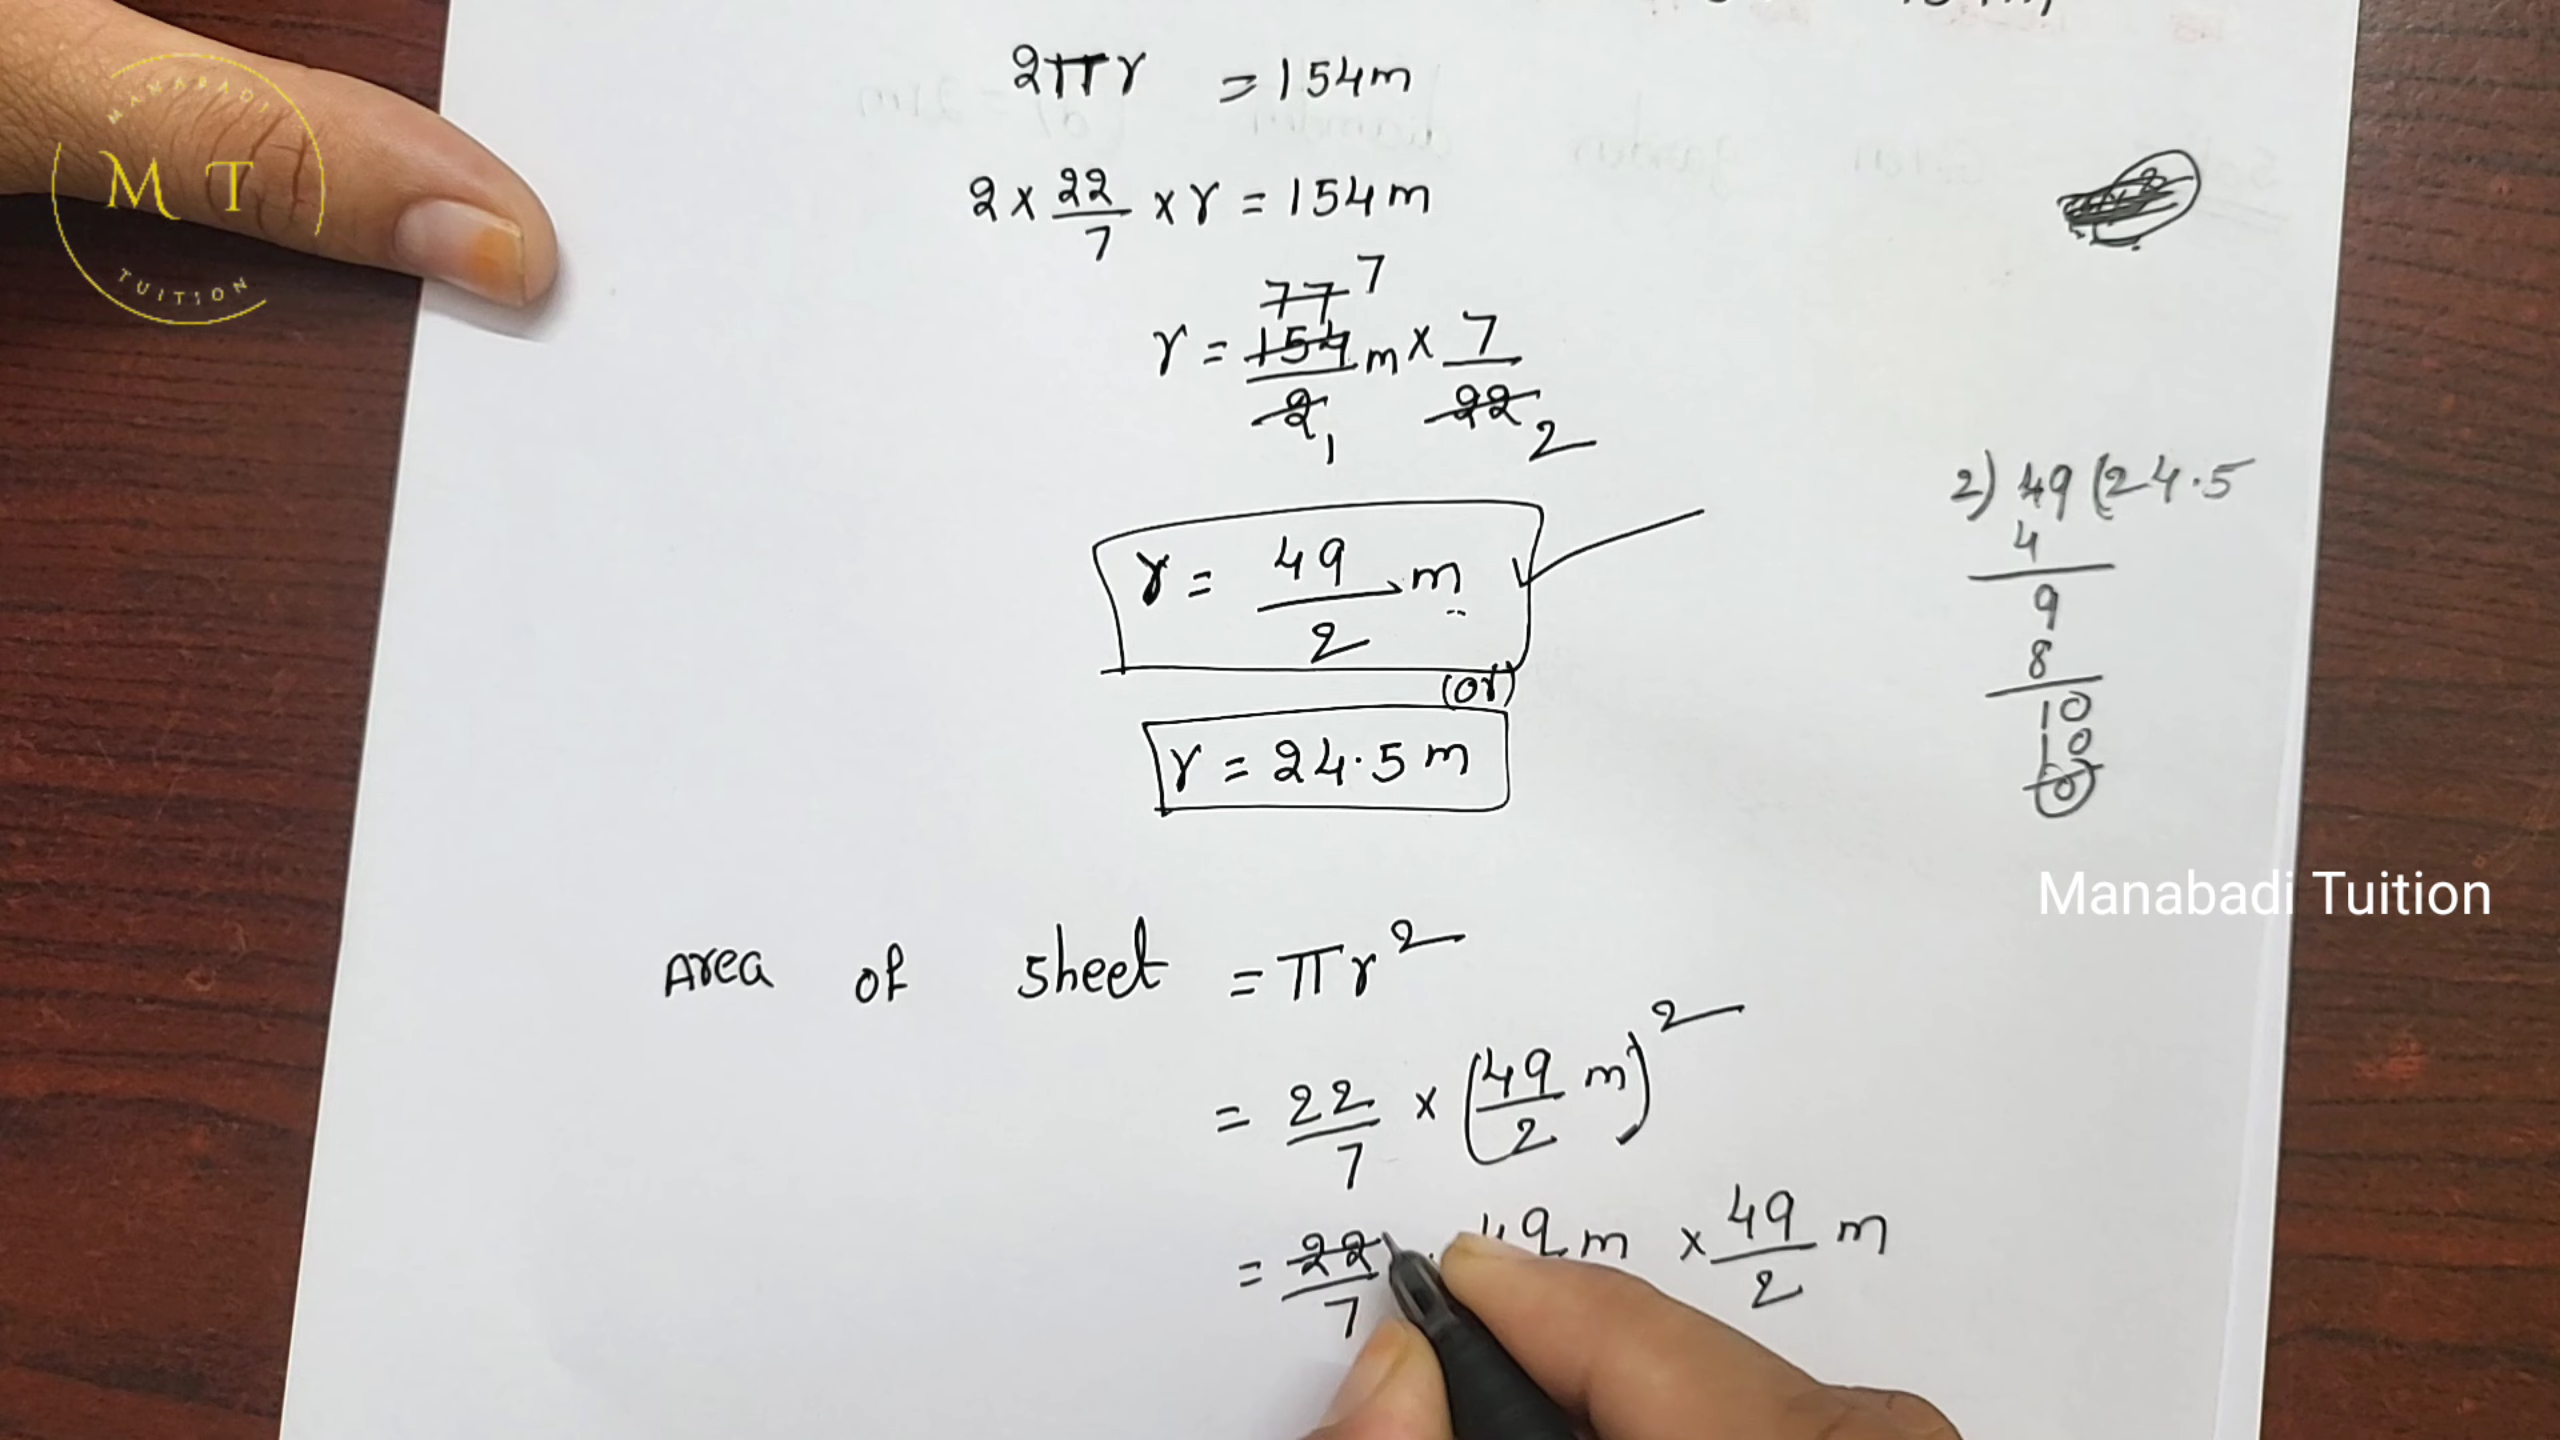 MANABADI
M T
TUITION
2πr = 154m
2 × 22/7 × r = 154m
77 7
r = 154/2 m × 7/22
1 2
r = 49/2 m
(or)
r = 24.5 m
2) 49 (24.5
4
9
8
10
10
0
Manabadi Tuition
Area of sheet = πr²
= 22/7 × (49/2 m)²
= 22/7 49 m × 49/2 m